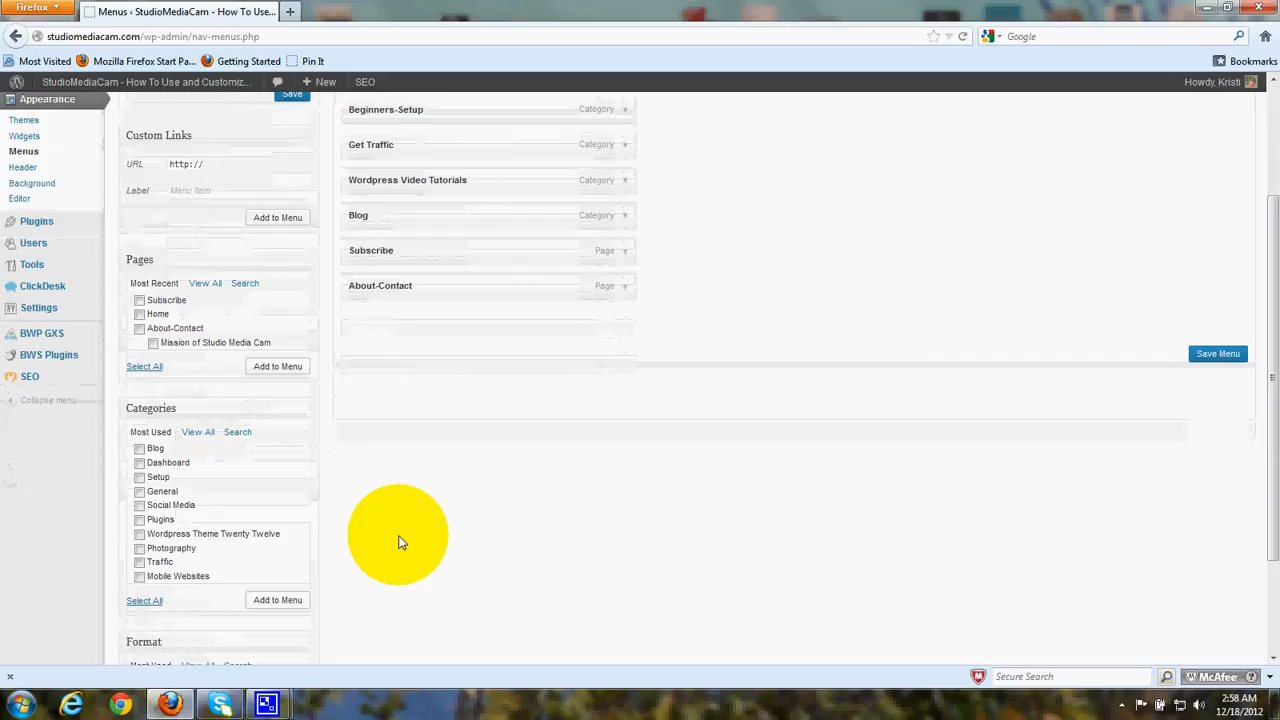 Firefox
Menus ‹ StudioMediaCam - How To Use...
studiomediacam.com/wp-admin/nav-menus.php
Google
Most Visited
Mozilla Firefox Start Pa...
Getting Started
Pin It
Bookmarks
StudioMediaCam - How To Use and Customiz...
+ New
SEO
Howdy, Kristi
Appearance
Themes
Widgets
Menus
Header
Background
Editor
Plugins
Users
Tools
ClickDesk
Settings
BWP GXS
BWS Plugins
SEO
Collapse menu
Save
Custom Links
URL http://
Label Menu Item
Add to Menu
Pages
Most Recent View All Search
Subscribe
Home
About-Contact
Mission of Studio Media Cam
Select All Add to Menu
Categories
Most Used View All Search
Blog
Dashboard
Setup
General
Social Media
Plugins
Wordpress Theme Twenty Twelve
Photography
Traffic
Mobile Websites
Select All Add to Menu
Format
Most Used View All Search
Beginners-Setup Category
Get Traffic Category
Wordpress Video Tutorials Category
Blog Category
Subscribe Page
About-Contact Page
Save Menu
Secure Search
McAfee
2:58 AM
12/18/2012